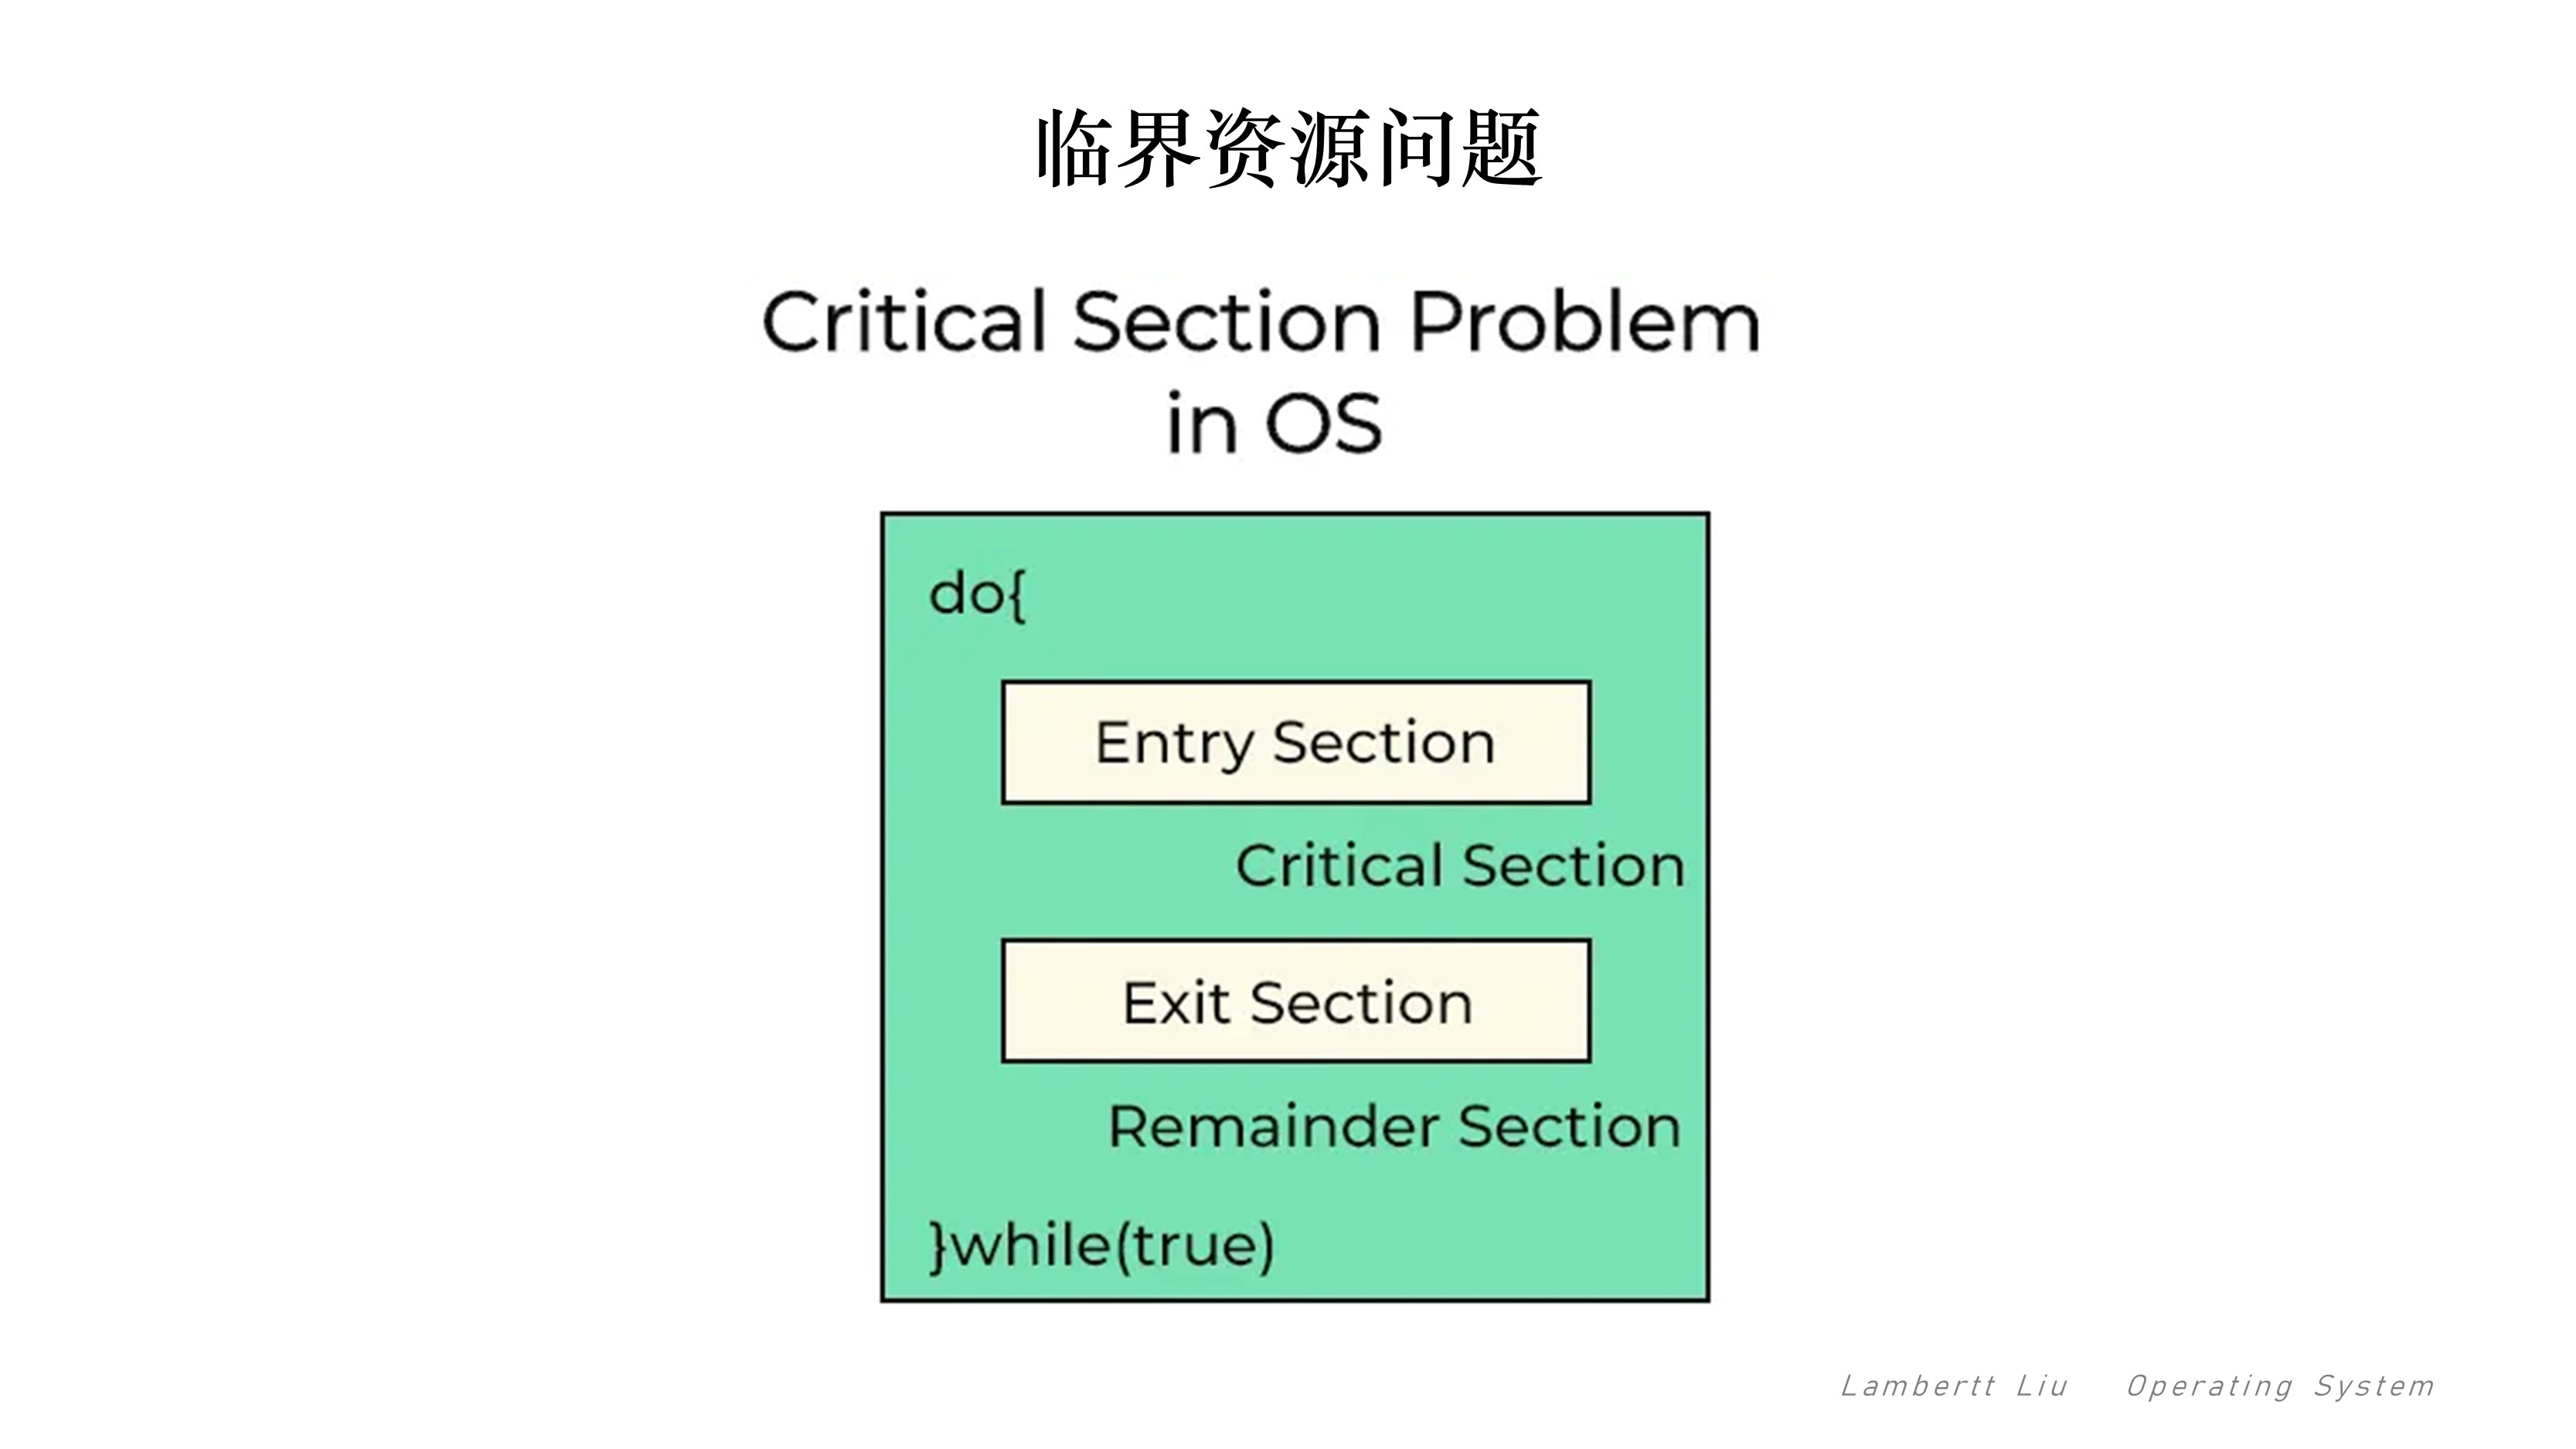 临界资源问题
Critical Section Problem
in OS
do{
Entry Section
Critical Section
Exit Section
Remainder Section
}while(true)
Lambertt Liu Operating System